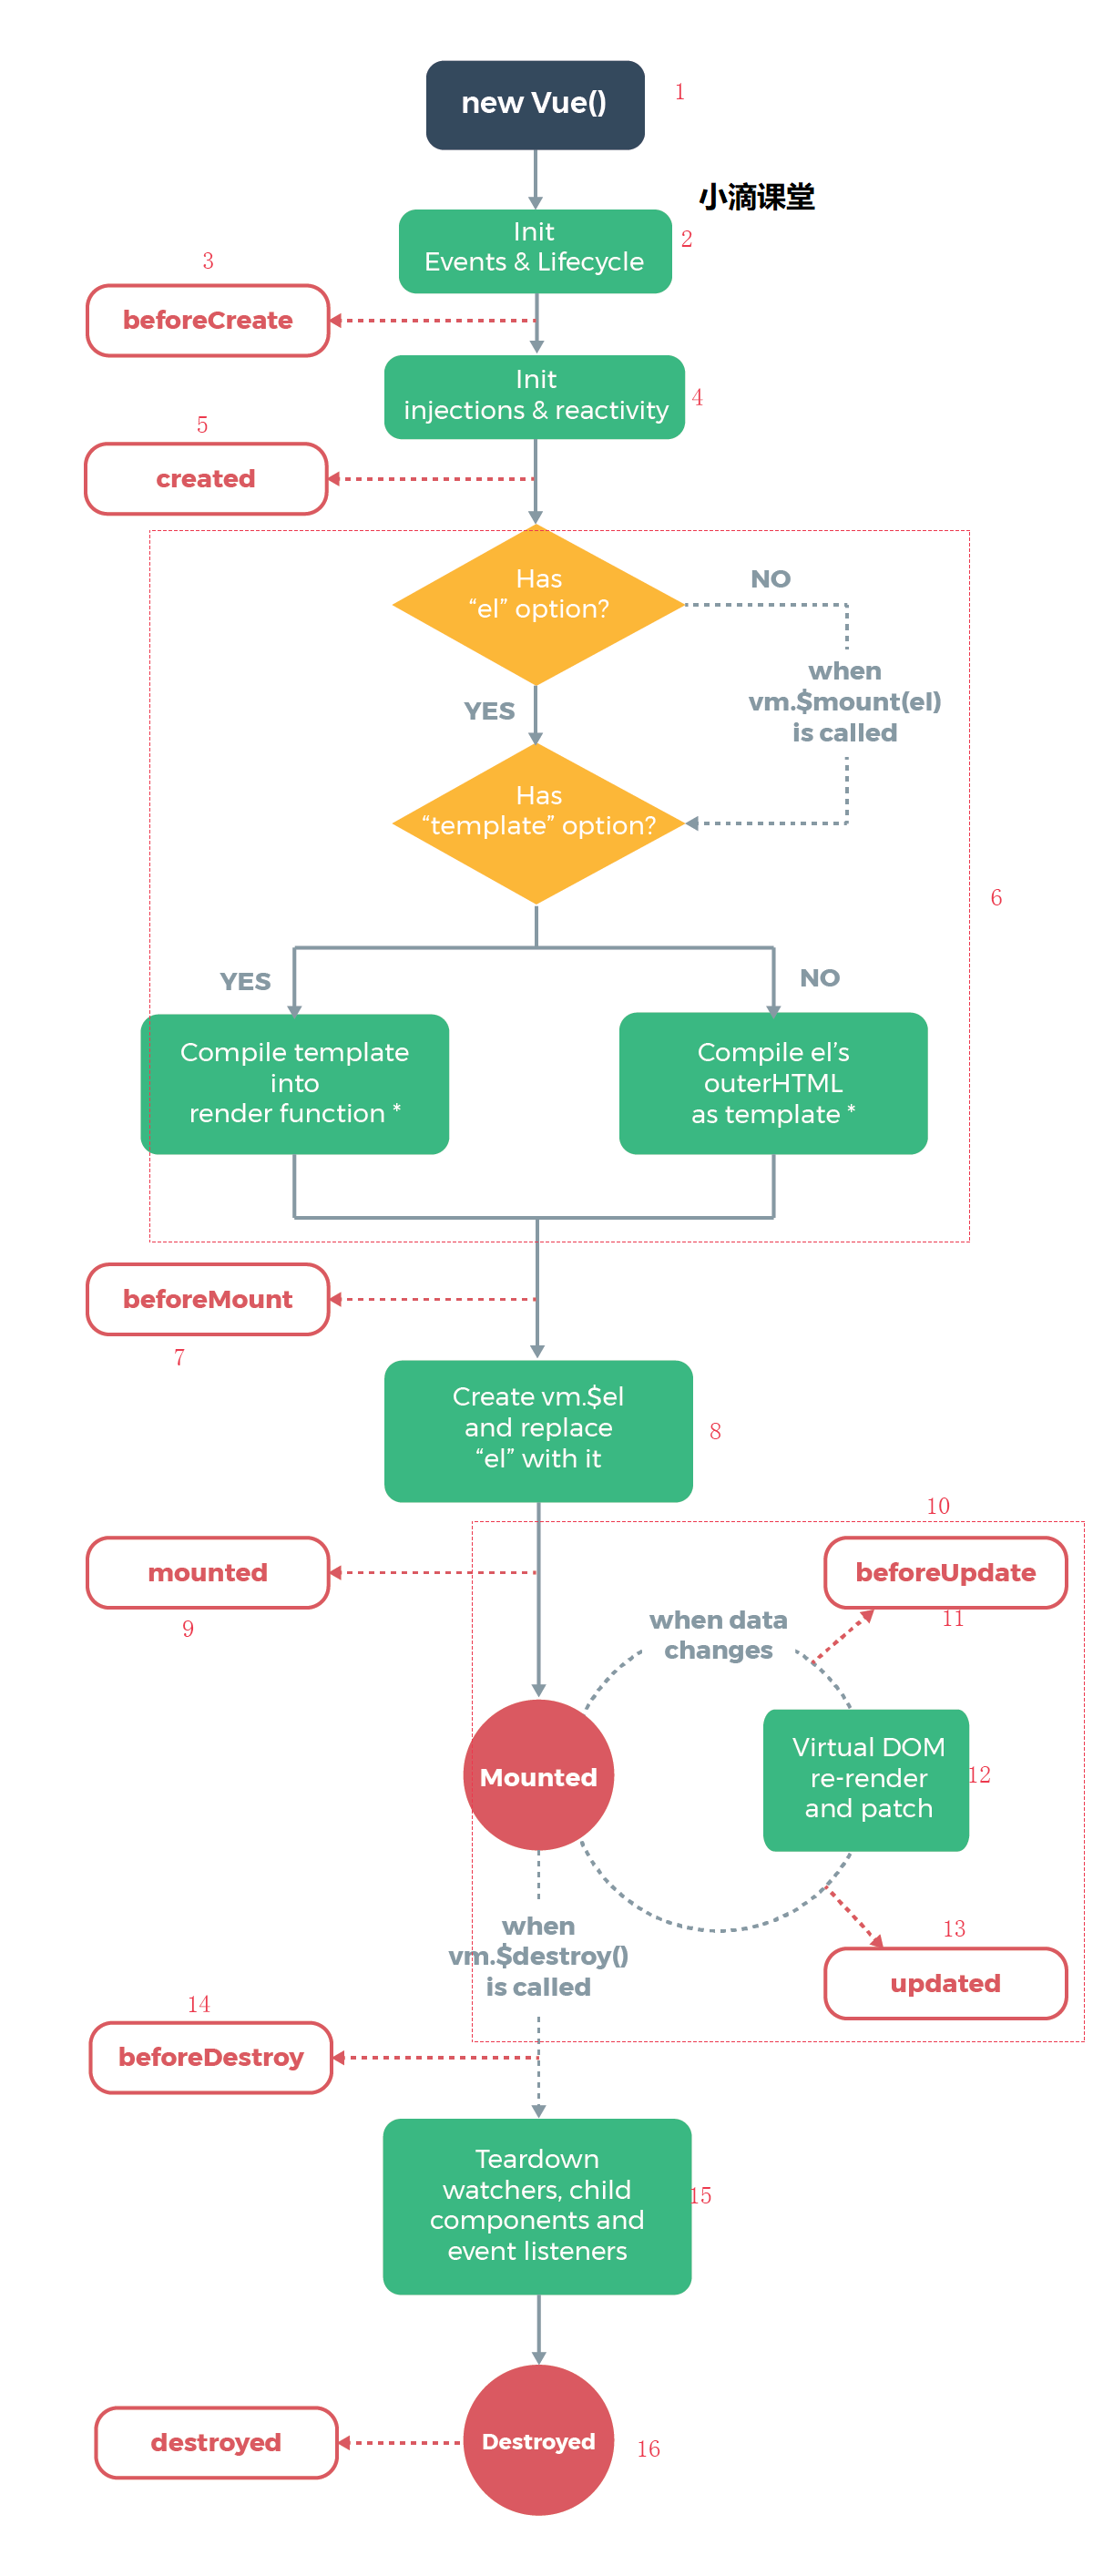 new Vue()
1
小滴课堂
Init
Events & Lifecycle
2
3
beforeCreate
Init
injections & reactivity
4
5
created
Has
“el” option?
NO
when
vm.$mount(el)
is called
YES
Has
“template” option?
6
YES
NO
Compile template
into
render function *
Compile el’s
outerHTML
as template *
beforeMount
7
Create vm.$el
and replace
“el” with it
8
10
mounted
9
beforeUpdate
11
when data
changes
Mounted
Virtual DOM
re-render
and patch
12
when
vm.$destroy()
is called
13
updated
14
beforeDestroy
Teardown
watchers, child
components and
event listeners
15
destroyed
Destroyed
16